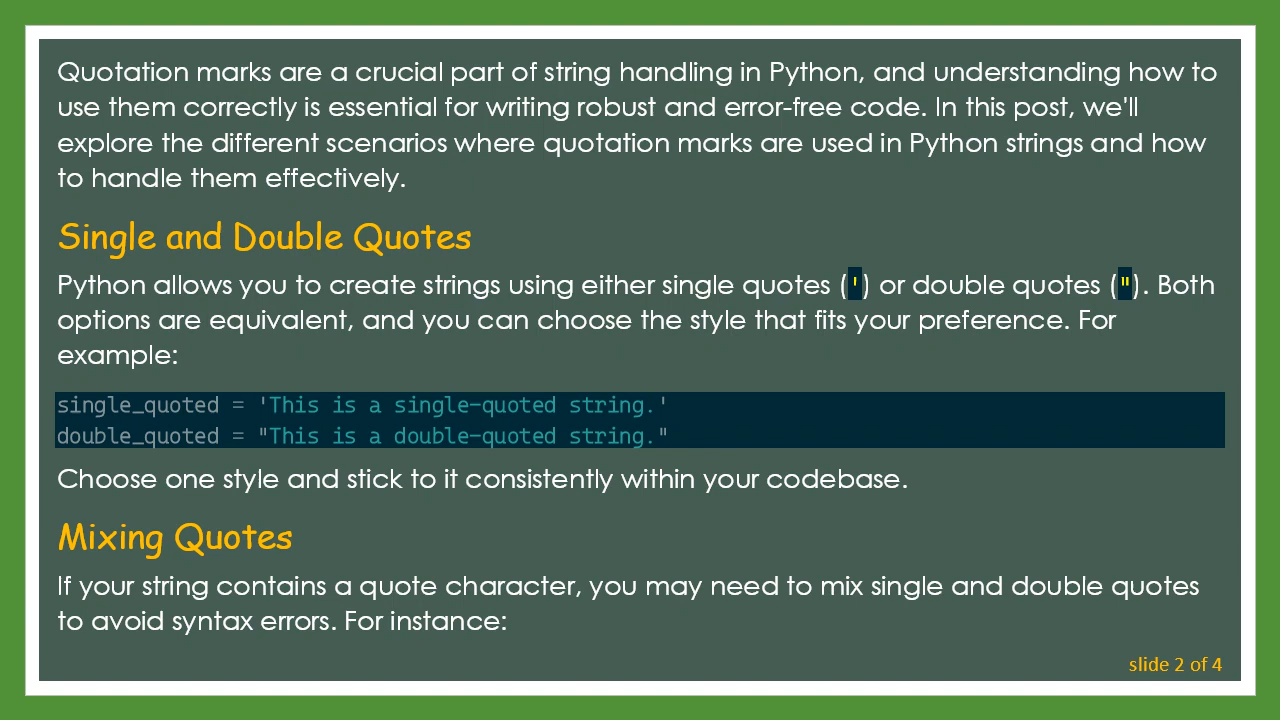 Quotation marks are a crucial part of string handling in Python, and understanding how to
use them correctly is essential for writing robust and error-free code. In this post, we'll
explore the different scenarios where quotation marks are used in Python strings and how
to handle them effectively.
Single and Double Quotes
Python allows you to create strings using either single quotes (') or double quotes ("). Both
options are equivalent, and you can choose the style that fits your preference. For
example:
single_quoted = 'This is a single-quoted string.'
double_quoted = "This is a double-quoted string."
Choose one style and stick to it consistently within your codebase.
Mixing Quotes
If your string contains a quote character, you may need to mix single and double quotes
to avoid syntax errors. For instance:
slide 2 of 4